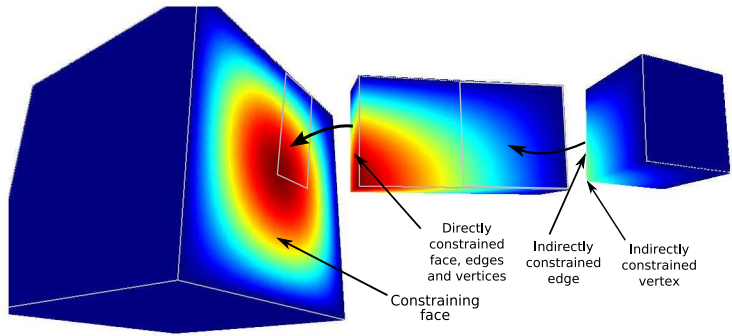 Directly
constrained
face, edges
and vertices
Indirectly
constrained
edge
Indirectly
constrained
vertex
Constraining
face